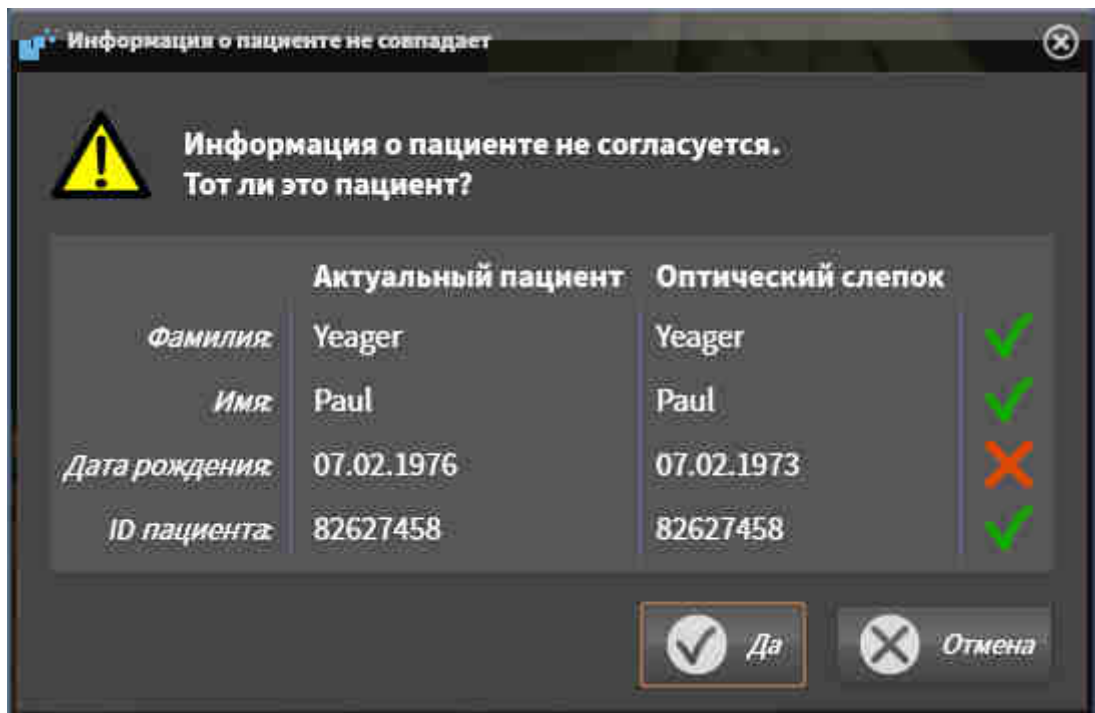 Информация о пациенте не совпадает
Информация о пациенте не согласуется.
Тот ли это пациент?
Актуальный пациент Оптический слепок
Фамилия: Yeager Yeager
Имя: Paul Paul
Дата рождения: 07.02.1976 07.02.1973
ID пациента: 82627458 82627458
Да Отмена